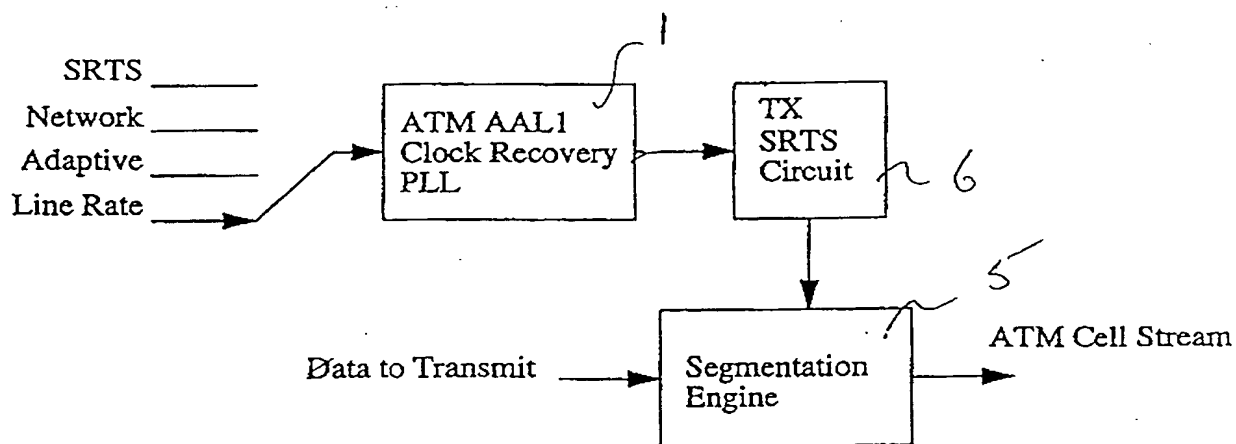 1
SRTS
Network
Adaptive
Line Rate
ATM AAL1
Clock Recovery
PLL
TX
SRTS
Circuit
6
5
Data to Transmit
Segmentation
Engine
ATM Cell Stream